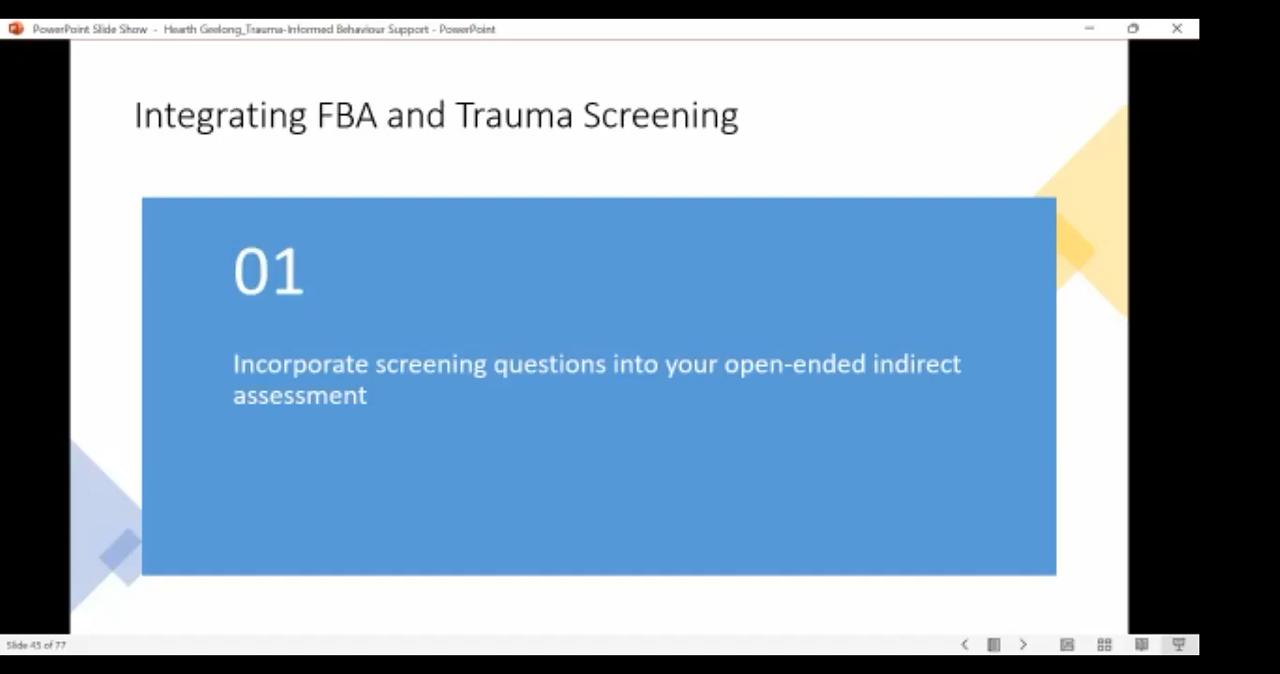 PowerPoint Slide Show - Hearth Geelong_Trauma-Informed Behaviour Support - PowerPoint
Integrating FBA and Trauma Screening
01
Incorporate screening questions into your open-ended indirect
assessment
Slide 45 of 77